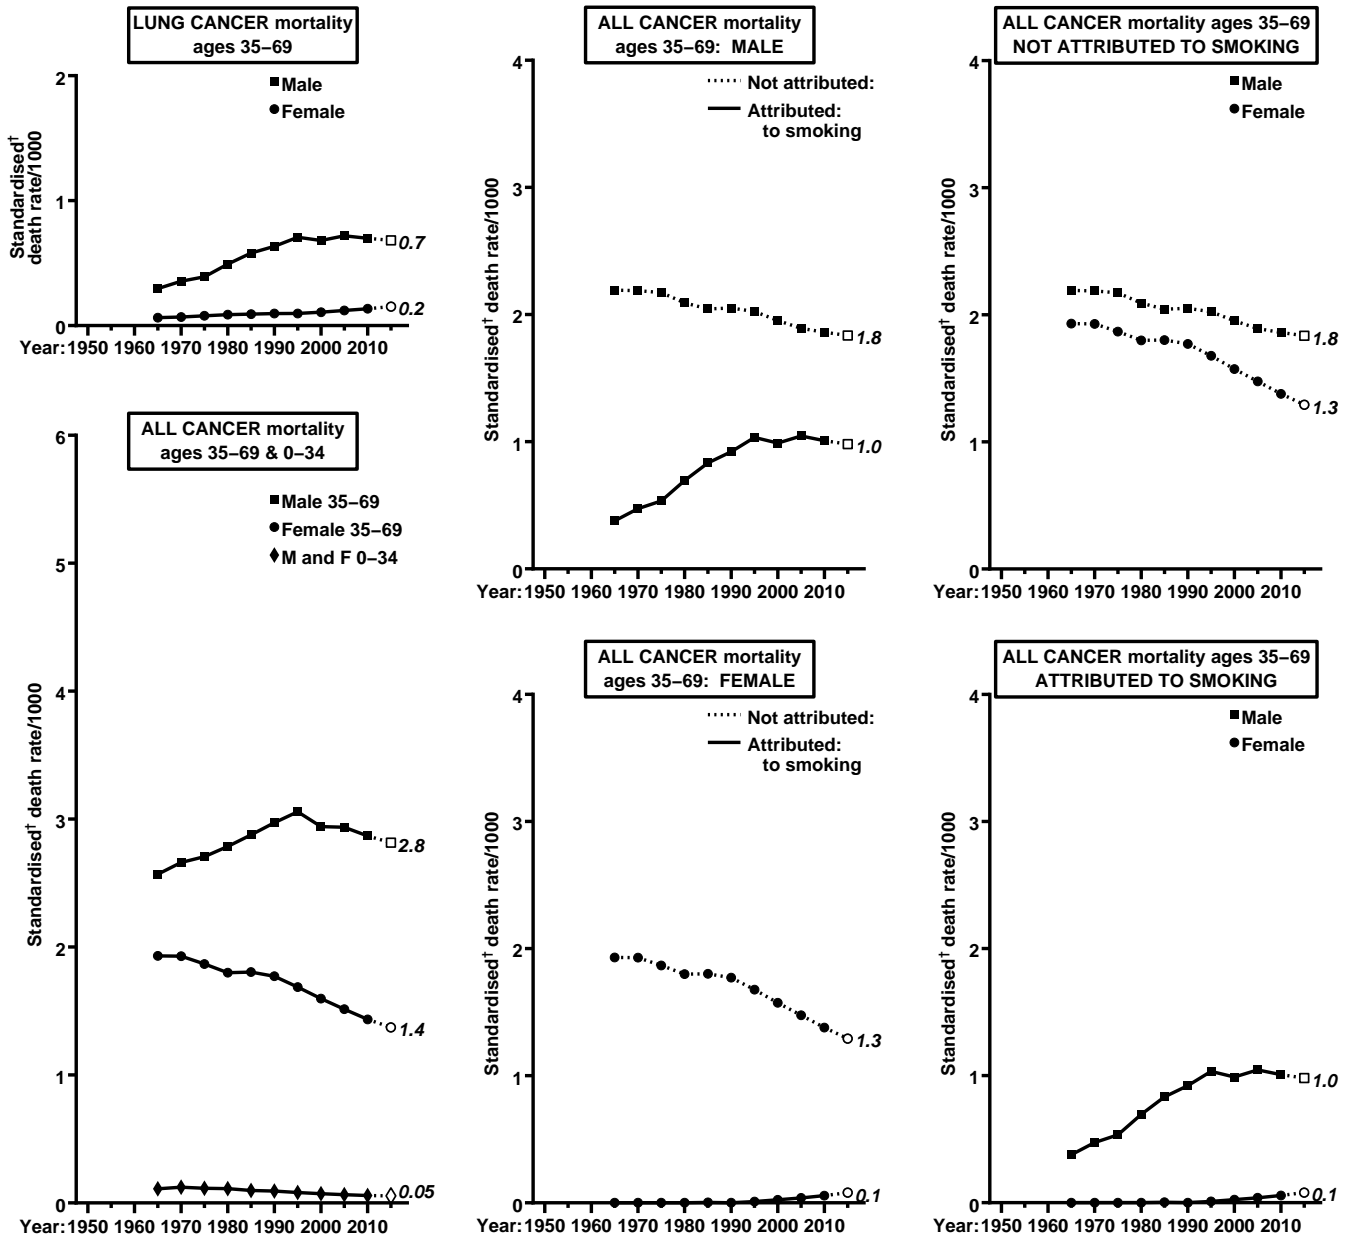 LUNG CANCER mortality
ages 35–69
2
1
0
Standardised†
death rate/1000
Male
Female
0.7
0.2
Year: 1950 1960 1970 1980 1990 2000 2010
ALL CANCER mortality
ages 35–69 & 0–34
6
5
4
3
2
1
0
Standardised† death rate/1000
Male 35–69
Female 35–69
M and F 0–34
2.8
1.4
0.05
Year: 1950 1960 1970 1980 1990 2000 2010
ALL CANCER mortality
ages 35–69: MALE
4
3
2
1
0
Standardised† death rate/1000
Not attributed:
Attributed:
to smoking
1.8
1.0
Year: 1950 1960 1970 1980 1990 2000 2010
ALL CANCER mortality
ages 35–69: FEMALE
4
3
2
1
0
Standardised† death rate/1000
Not attributed:
Attributed:
to smoking
1.3
0.1
Year: 1950 1960 1970 1980 1990 2000 2010
ALL CANCER mortality ages 35–69
NOT ATTRIBUTED TO SMOKING
4
3
2
1
0
Standardised† death rate/1000
Male
Female
1.8
1.3
Year: 1950 1960 1970 1980 1990 2000 2010
ALL CANCER mortality ages 35–69
ATTRIBUTED TO SMOKING
4
3
2
1
0
Standardised† death rate/1000
Male
Female
1.0
0.1
Year: 1950 1960 1970 1980 1990 2000 2010